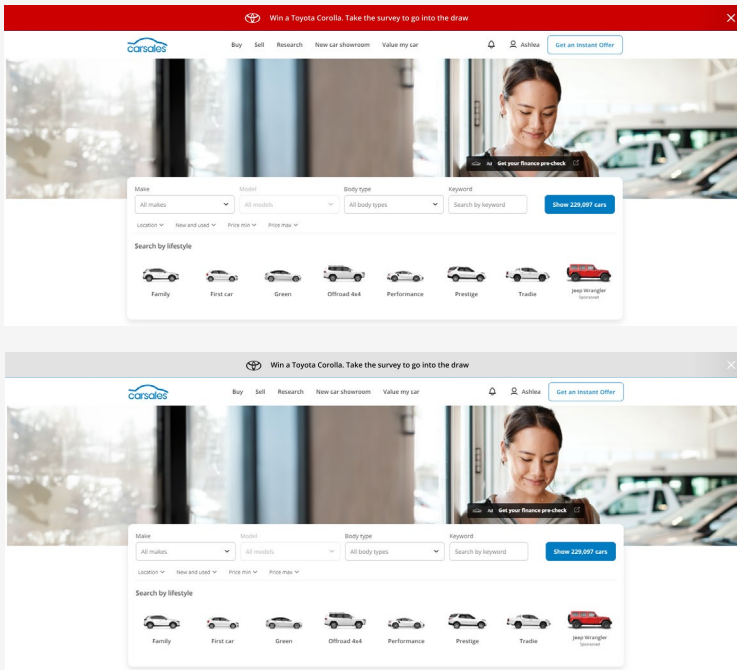 Win a Toyota Corolla. Take the survey to go into the draw
carsales Buy Sell Research New car showroom Value my car Ashlea Get an Instant Offer
Ad Get your finance pre-check
Make Model Body type Keyword
All makes All models All body types Search by keyword Show 229,097 cars
Location New and used Price min Price max
Search by lifestyle
Family First car Green Offroad 4x4 Performance Prestige Tradie Jeep Wrangler
Sponsored
Win a Toyota Corolla. Take the survey to go into the draw
carsales Buy Sell Research New car showroom Value my car Ashlea Get an Instant Offer
Ad Get your finance pre-check
Make Model Body type Keyword
All makes All models All body types Search by keyword Show 229,097 cars
Location New and used Price min Price max
Search by lifestyle
Family First car Green Offroad 4x4 Performance Prestige Tradie Jeep Wrangler
Sponsored